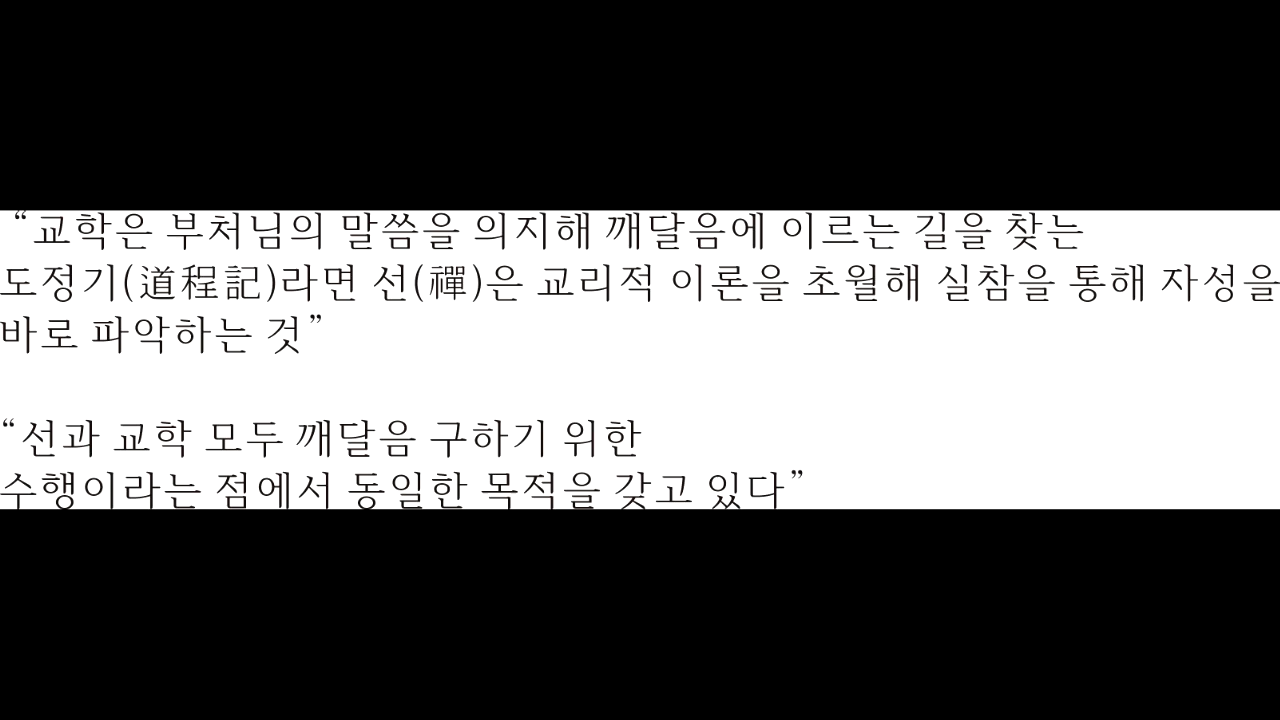 “교학은 부처님의 말씀을 의지해 깨달음에 이르는 길을 찾는
도정기(道程記)라면 선(禪)은 교리적 이론을 초월해 실참을 통해 자성을
바로 파악하는 것”
“선과 교학 모두 깨달음 구하기 위한
수행이라는 점에서 동일한 목적을 갖고 있다”